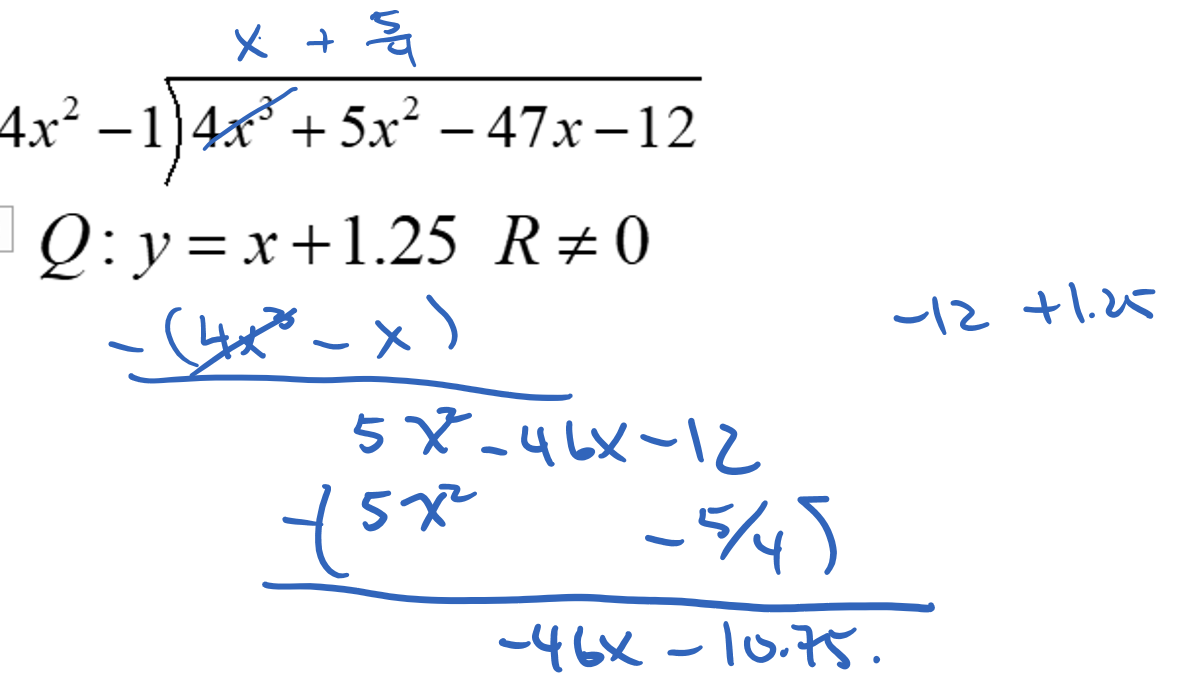 x + 5/4
4x² − 1)4x³ + 5x² − 47x − 12
Q: y = x + 1.25 R ≠ 0
−(4x³ − x) −12 +1.25
5x² − 46x − 12
−(5x² − 5/4)
−46x − 10.75.